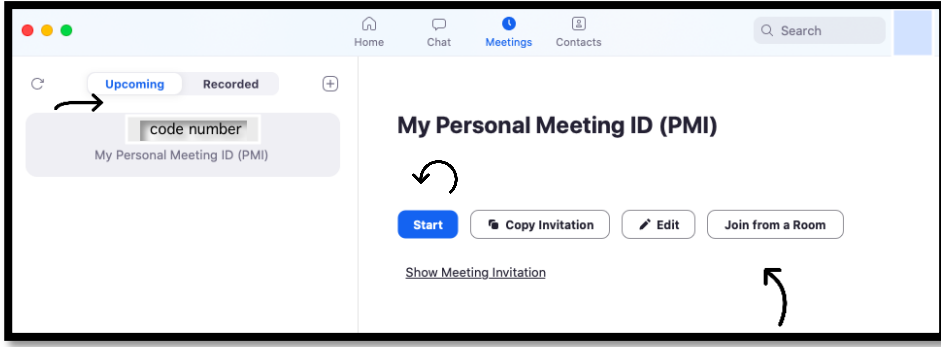 Home Chat Meetings Contacts Search
Upcoming Recorded
code number
My Personal Meeting ID (PMI)
My Personal Meeting ID (PMI)
Start Copy Invitation Edit Join from a Room
Show Meeting Invitation